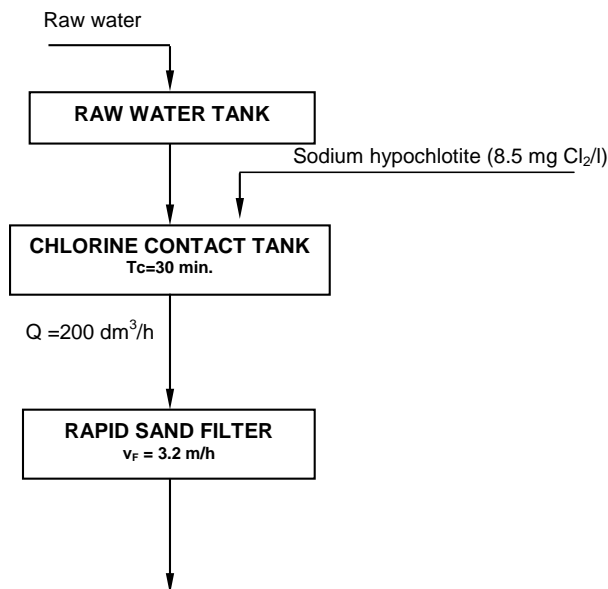 Raw water
RAW WATER TANK
Sodium hypochlotite (8.5 mg Cl₂/l)
CHLORINE CONTACT TANK
Tc=30 min.
Q =200 dm³/h
RAPID SAND FILTER
v_F = 3.2 m/h